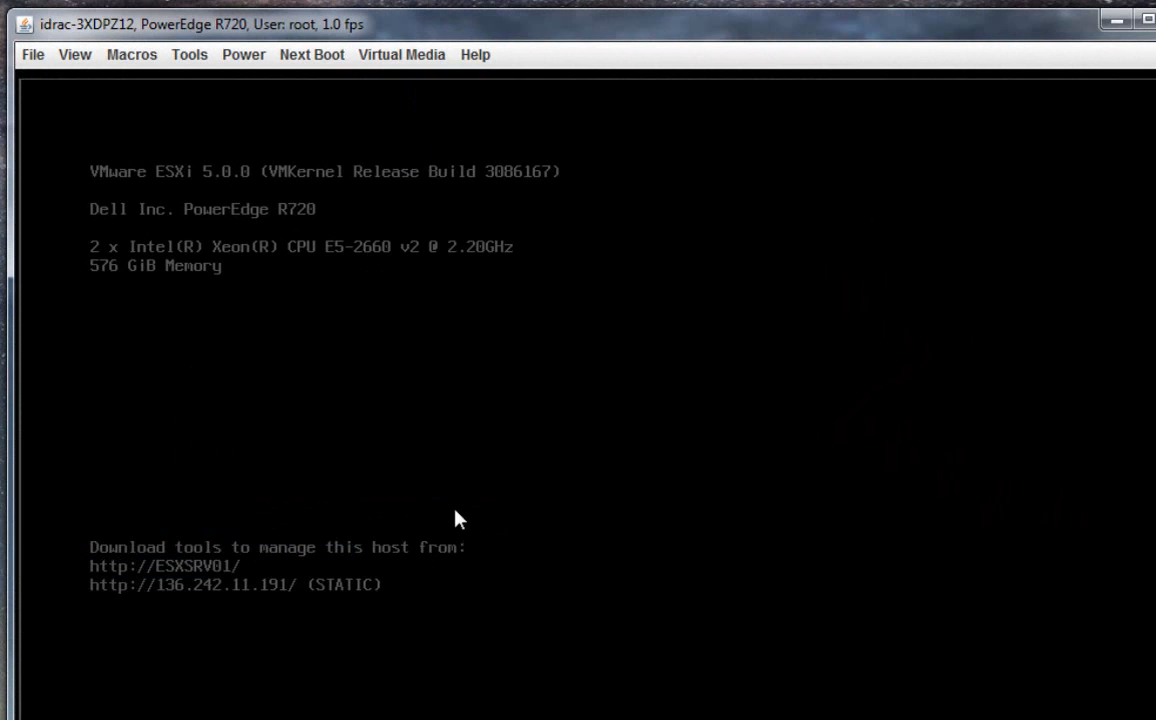 idrac-3XDPZ12, PowerEdge R720, User: root, 1.0 fps
File View Macros Tools Power Next Boot Virtual Media Help
VMware ESXi 5.0.0 (VMKernel Release Build 3086167)
Dell Inc. PowerEdge R720
2 x Intel(R) Xeon(R) CPU E5-2660 v2 @ 2.20GHz
576 GiB Memory
Download tools to manage this host from:
http://ESXSRV01/
http://136.242.11.191/ (STATIC)